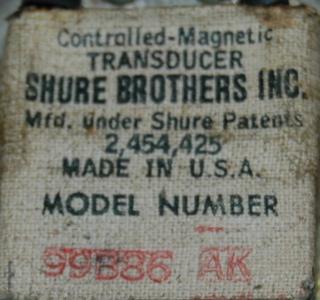 Controlled-Magnetic
TRANSDUCER
SHURE BROTHERS INC.
Mfd. under Shure Patents
2,454,425
MADE IN U.S.A.
MODEL NUMBER
99B86 AK